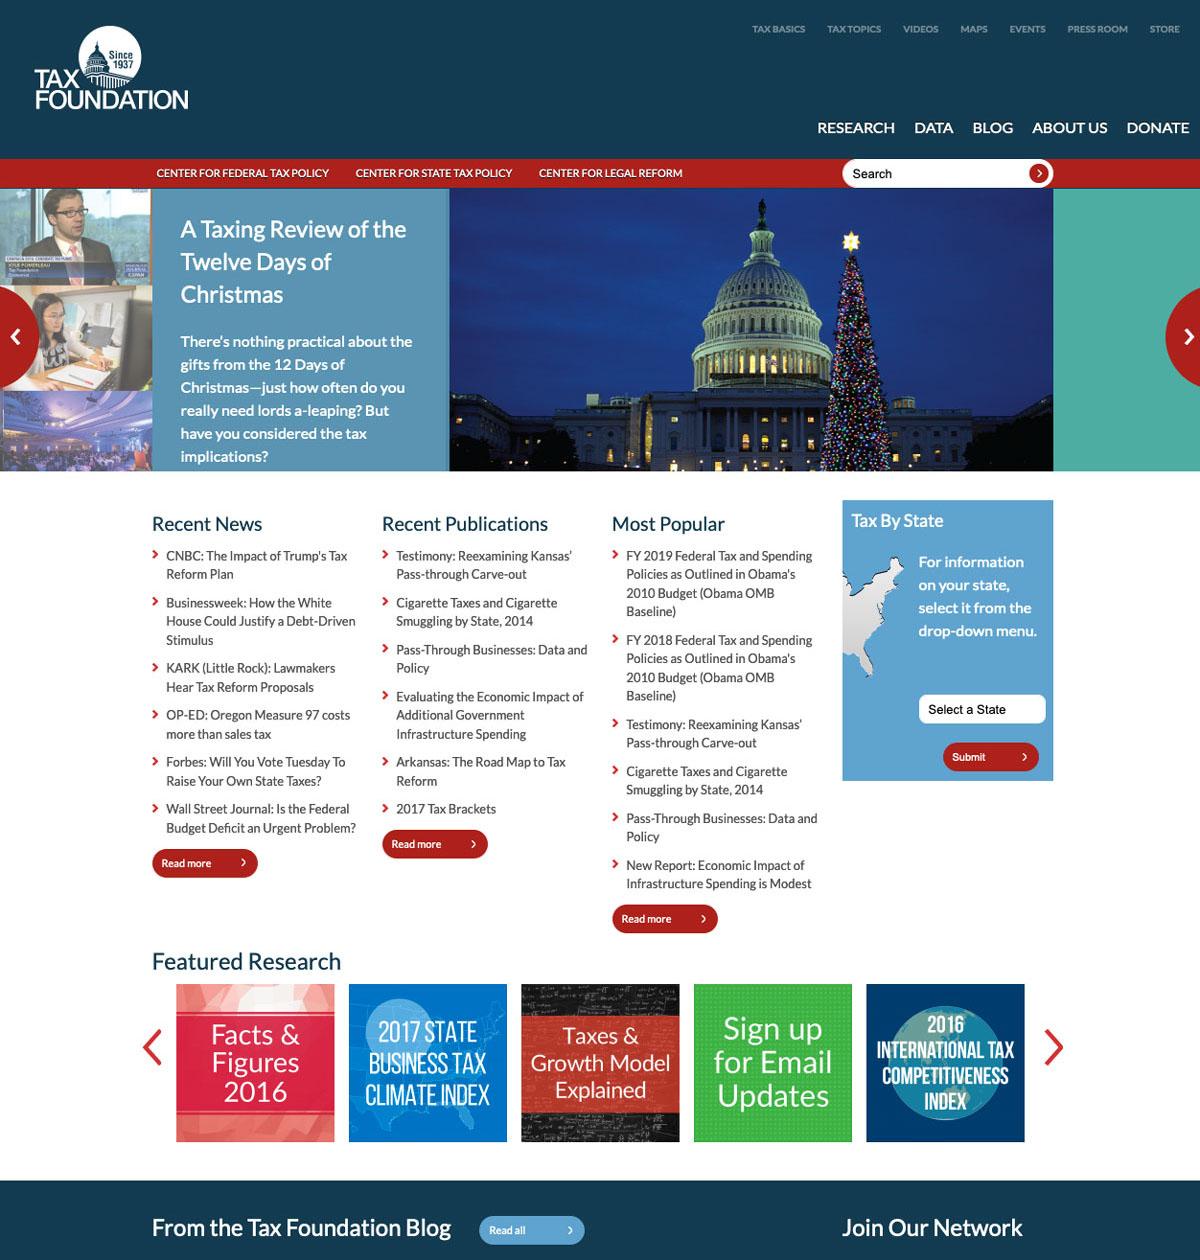 TAX BASICS TAX TOPICS VIDEOS MAPS EVENTS PRESS ROOM STORE
Since
1937
TAX
FOUNDATION
RESEARCH DATA BLOG ABOUT US DONATE
CENTER FOR FEDERAL TAX POLICY CENTER FOR STATE TAX POLICY CENTER FOR LEGAL REFORM Search
A Taxing Review of the
Twelve Days of
Christmas
There's nothing practical about the
gifts from the 12 Days of
Christmas—just how often do you
really need lords a-leaping? But
have you considered the tax
implications?
Recent News
CNBC: The Impact of Trump's Tax
Reform Plan
Businessweek: How the White
House Could Justify a Debt-Driven
Stimulus
KARK (Little Rock): Lawmakers
Hear Tax Reform Proposals
OP-ED: Oregon Measure 97 costs
more than sales tax
Forbes: Will You Vote Tuesday To
Raise Your Own State Taxes?
Wall Street Journal: Is the Federal
Budget Deficit an Urgent Problem?
Read more
Recent Publications
Testimony: Reexamining Kansas'
Pass-through Carve-out
Cigarette Taxes and Cigarette
Smuggling by State, 2014
Pass-Through Businesses: Data and
Policy
Evaluating the Economic Impact of
Additional Government
Infrastructure Spending
Arkansas: The Road Map to Tax
Reform
2017 Tax Brackets
Read more
Most Popular
FY 2019 Federal Tax and Spending
Policies as Outlined in Obama's
2010 Budget (Obama OMB
Baseline)
FY 2018 Federal Tax and Spending
Policies as Outlined in Obama's
2010 Budget (Obama OMB
Baseline)
Testimony: Reexamining Kansas'
Pass-through Carve-out
Cigarette Taxes and Cigarette
Smuggling by State, 2014
Pass-Through Businesses: Data and
Policy
New Report: Economic Impact of
Infrastructure Spending is Modest
Read more
Tax By State
For information
on your state,
select it from the
drop-down menu.
Select a State
Submit
Featured Research
Facts &
Figures
2016
2017 STATE
BUSINESS TAX
CLIMATE INDEX
Taxes &
Growth Model
Explained
Sign up
for Email
Updates
2016
INTERNATIONAL TAX
COMPETITIVENESS
INDEX
From the Tax Foundation Blog Read all
Join Our Network